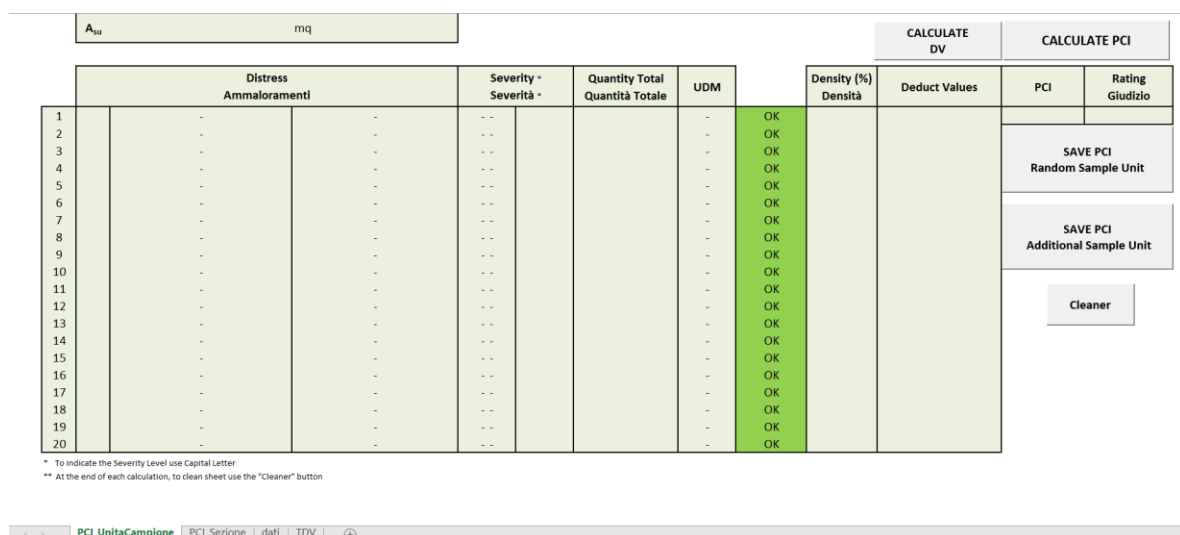 Asu mq
CALCULATE DV
CALCULATE PCI
Distress Severity * Quantity Total UDM Density (%) Deduct Values PCI Rating
Ammaloramenti Severità * Quantità Totale Densità Giudizio
1 - - - - - OK
2 - - - - - OK
3 - - - - - OK
4 - - - - - OK
5 - - - - - OK
6 - - - - - OK
7 - - - - - OK
8 - - - - - OK
9 - - - - - OK
10 - - - - - OK
11 - - - - - OK
12 - - - - - OK
13 - - - - - OK
14 - - - - - OK
15 - - - - - OK
16 - - - - - OK
17 - - - - - OK
18 - - - - - OK
19 - - - - - OK
20 - - - - - OK
SAVE PCI
Random Sample Unit
SAVE PCI
Additional Sample Unit
Cleaner
* To indicate the Severity Level use Capital Letter
** At the end of each calculation, to clean sheet use the "Cleaner" button
PCI_UnitaCampione PCI_Sezione dati TDV